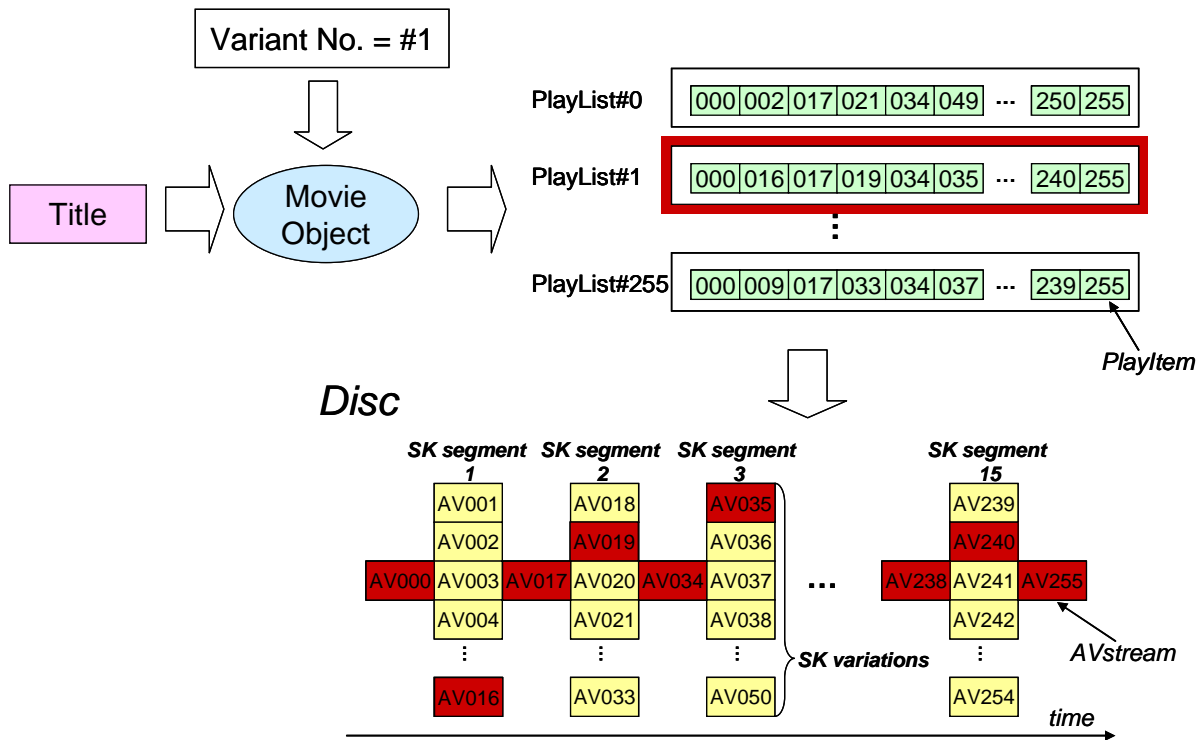 Variant No. = #1
Title
Movie
Object
PlayList#0
000 002 017 021 034 049 ... 250 255
PlayList#1
000 016 017 019 034 035 ... 240 255
⋮
PlayList#255
000 009 017 033 034 037 ... 239 255
PlayItem
Disc
SK segment SK segment SK segment SK segment
1 2 3 15
AV001 AV018 AV035 AV239
AV002 AV019 AV036 AV240
AV000 AV003 AV017 AV020 AV034 AV037 ... AV238 AV241 AV255
AV004 AV021 AV038 AV242
⋮ ⋮ ⋮ ⋮
SK variations
AVstream
AV016 AV033 AV050 AV254
time